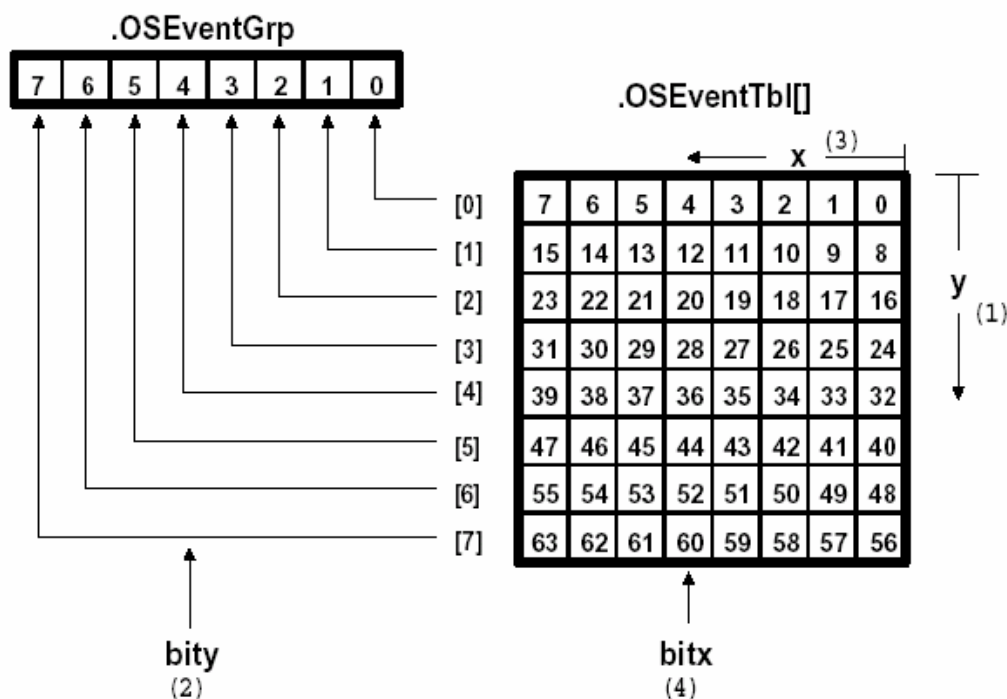 .OSEventGrp
7 6 5 4 3 2 1 0
.OSEventTbl[]
x (3)
[0] 7 6 5 4 3 2 1 0
[1] 15 14 13 12 11 10 9 8
[2] 23 22 21 20 19 18 17 16
y (1)
[3] 31 30 29 28 27 26 25 24
[4] 39 38 37 36 35 34 33 32
[5] 47 46 45 44 43 42 41 40
[6] 55 54 53 52 51 50 49 48
[7] 63 62 61 60 59 58 57 56
bity
(2)
bitx
(4)